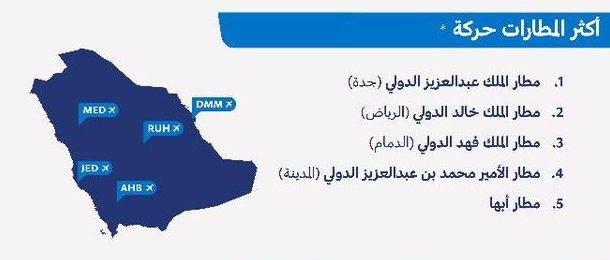 أكثر المطارات حركة *
1. مطار الملك عبدالعزيز الدولي (جدة)
2. مطار الملك خالد الدولي (الرياض)
3. مطار الملك فهد الدولي (الدمام)
4. مطار الأمير محمد بن عبدالعزيز الدولي (المدينة)
5. مطار أبها
DMM
MED
RUH
JED
AHB